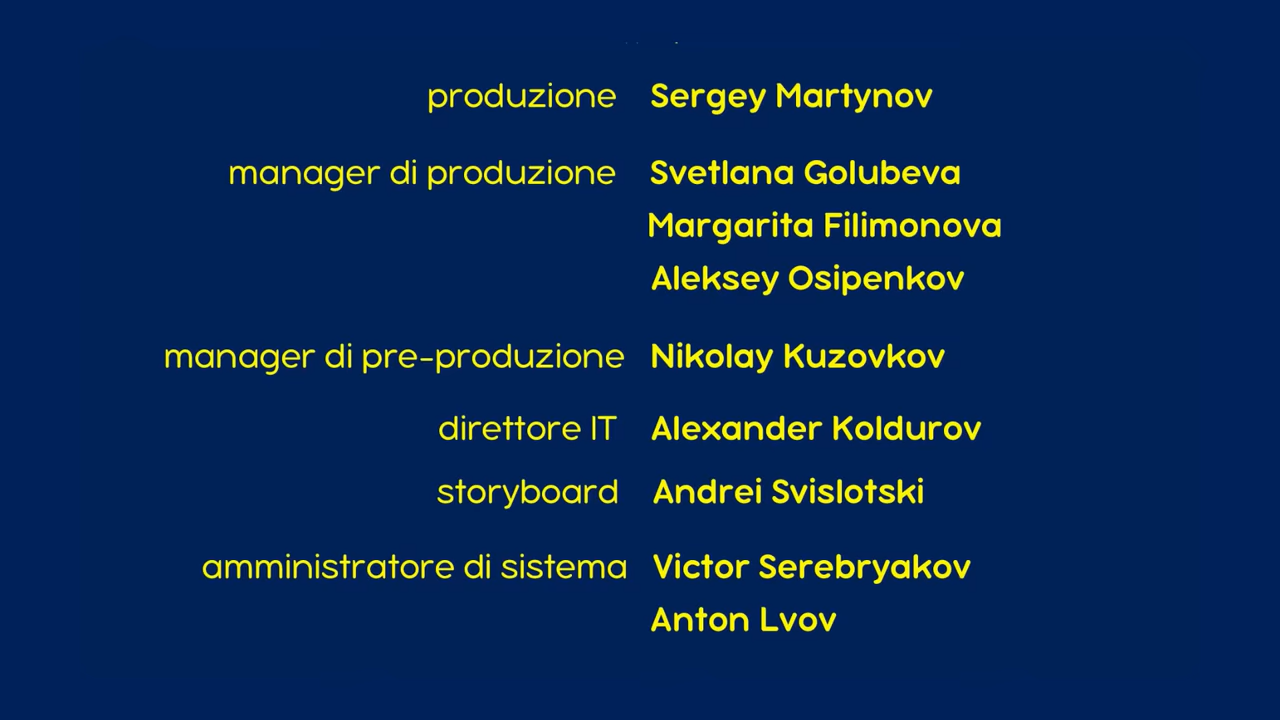 produzione Sergey Martynov
manager di produzione Svetlana Golubeva
Margarita Filimonova
Aleksey Osipenkov
manager di pre-produzione Nikolay Kuzovkov
direttore IT Alexander Koldurov
storyboard Andrei Svislotski
amministratore di sistema Victor Serebryakov
Anton Lvov